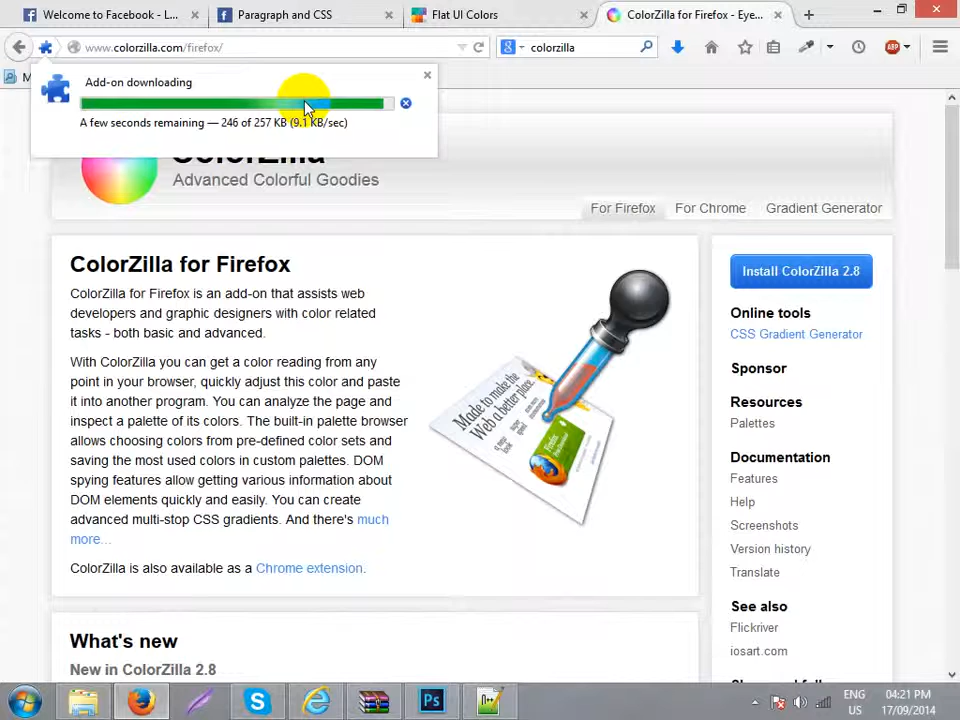 Welcome to Facebook - L...
Paragraph and CSS
Flat UI Colors
ColorZilla for Firefox - Eye...
www.colorzilla.com/firefox/
colorzilla
ABP
M
Add-on downloading
A few seconds remaining — 246 of 257 KB (9.1 KB/sec)
ColorZilla
Advanced Colorful Goodies
For Firefox
For Chrome
Gradient Generator
ColorZilla for Firefox
ColorZilla for Firefox is an add-on that assists web
developers and graphic designers with color related
tasks - both basic and advanced.
With ColorZilla you can get a color reading from any
point in your browser, quickly adjust this color and paste
it into another program. You can analyze the page and
inspect a palette of its colors. The built-in palette browser
allows choosing colors from pre-defined color sets and
saving the most used colors in custom palettes. DOM
spying features allow getting various information about
DOM elements quickly and easily. You can create
advanced multi-stop CSS gradients. And there's much
more...
ColorZilla is also available as a Chrome extension.
Made to make the
Web a better place.
Install ColorZilla 2.8
Online tools
CSS Gradient Generator
Sponsor
Resources
Palettes
Documentation
Features
Help
Screenshots
Version history
Translate
See also
Flickriver
iosart.com
What's new
New in ColorZilla 2.8
Ps
ENG
US
04:21 PM
17/09/2014